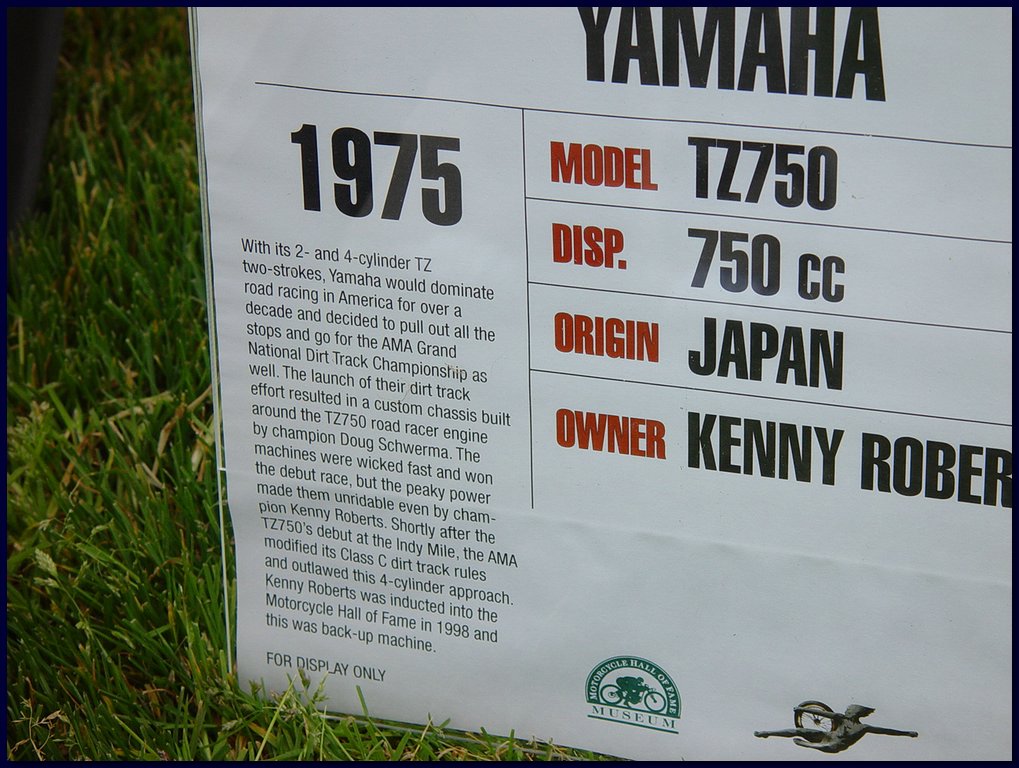 YAMAHA
1975
With its 2- and 4-cylinder TZ
two-strokes, Yamaha would dominate
road racing in America for over a
decade and decided to pull out all the
stops and go for the AMA Grand
National Dirt Track Championship as
well. The launch of their dirt track
effort resulted in a custom chassis built
around the TZ750 road racer engine
by champion Doug Schwerma. The
machines were wicked fast and won
the debut race, but the peaky power
made them unridable even by cham-
pion Kenny Roberts. Shortly after the
TZ750's debut at the Indy Mile, the AMA
modified its Class C dirt track rules
and outlawed this 4-cylinder approach.
Kenny Roberts was inducted into the
Motorcycle Hall of Fame in 1998 and
this was back-up machine.
FOR DISPLAY ONLY
MODEL TZ750
DISP. 750 CC
ORIGIN JAPAN
OWNER KENNY ROBER
MOTORCYCLE HALL OF FAME
MUSEUM